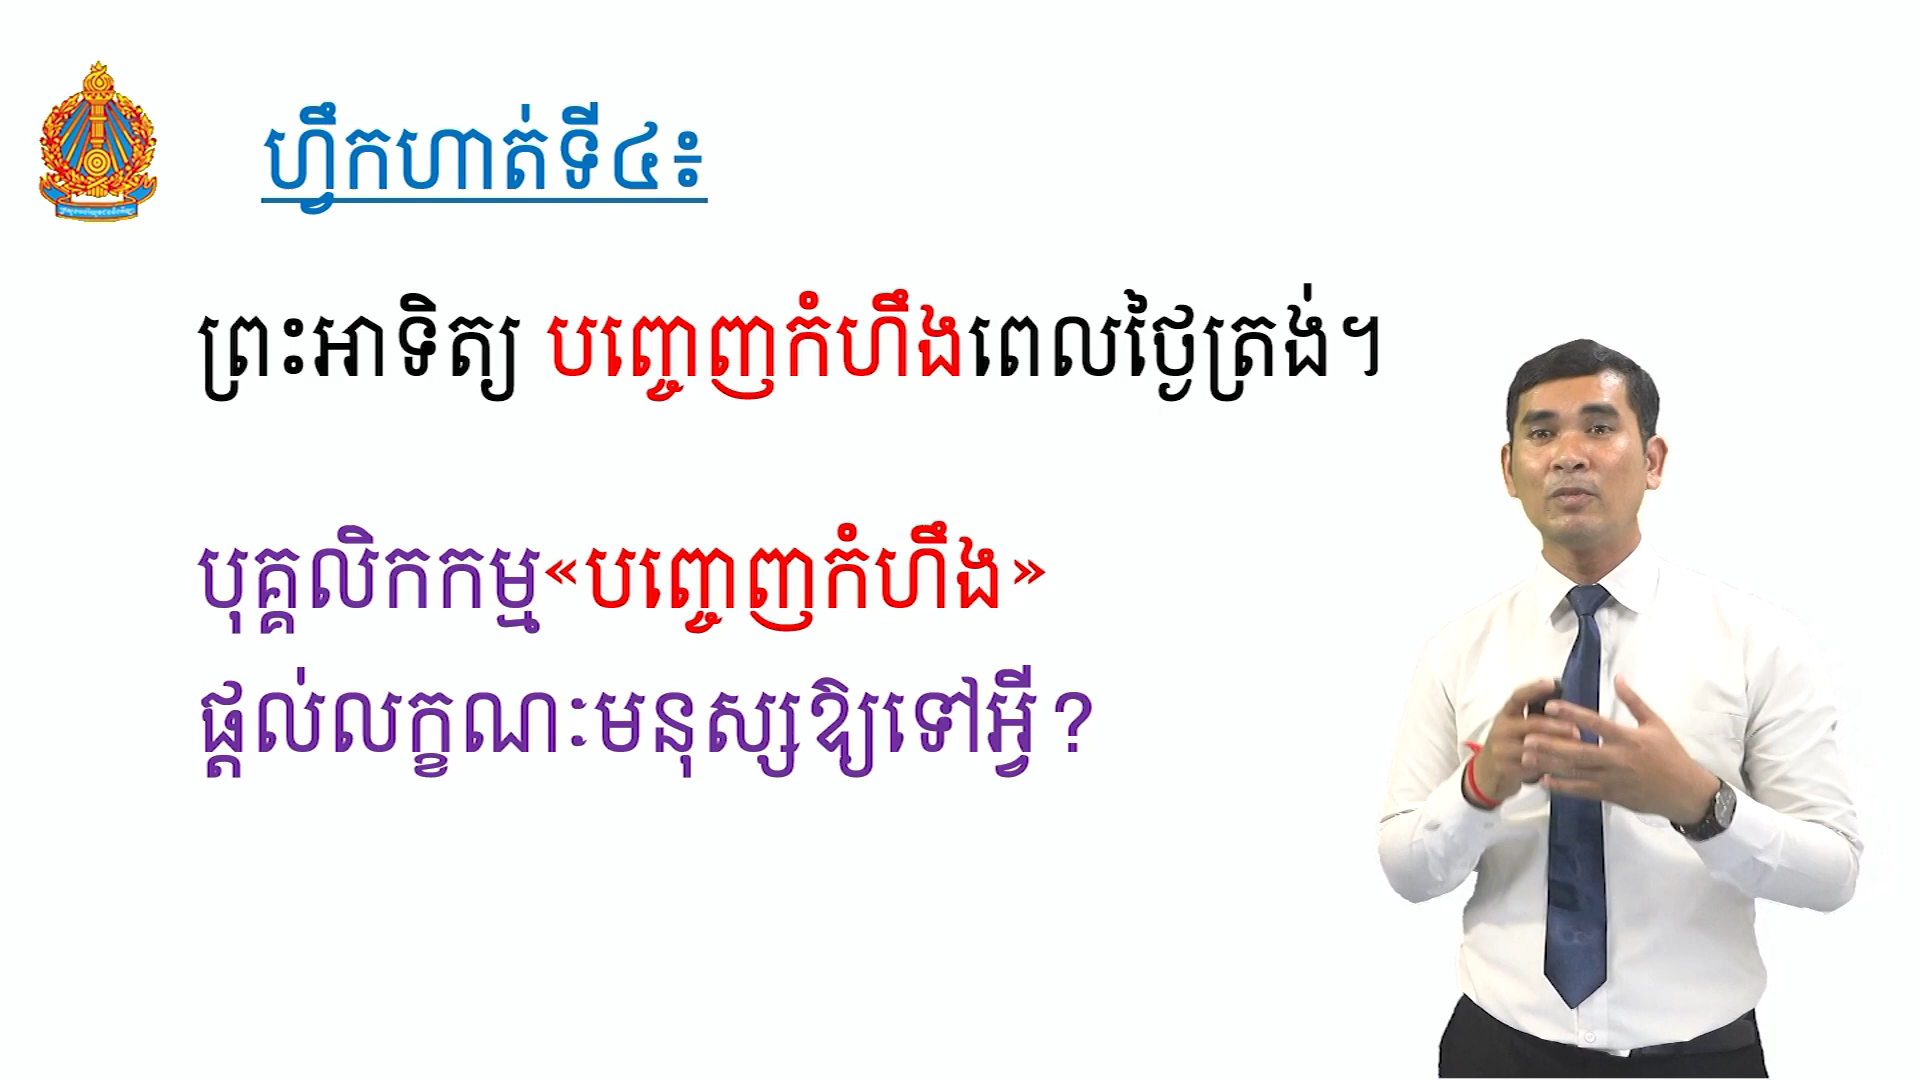 ហ្វឹកហាត់ទី៤៖
ព្រះអាទិត្យ បញ្ចេញកំហឹងពេលថ្ងៃត្រង់។
បុគ្គលិកកម្ម«បញ្ចេញកំហឹង»
ផ្តល់លក្ខណៈមនុស្សឱ្យទៅអ្វី?